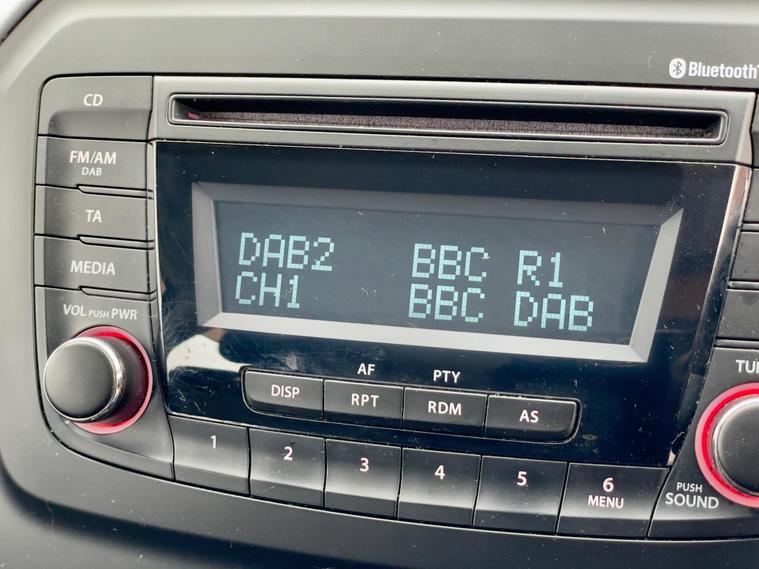 Bluetooth
CD
FM/AM
DAB
TA
MEDIA
VOL PUSH PWR
DAB2 BBC R1
CH1 BBC DAB
AF PTY
DISP RPT RDM AS
1 2 3 4 5 6
MENU
PUSH
SOUND